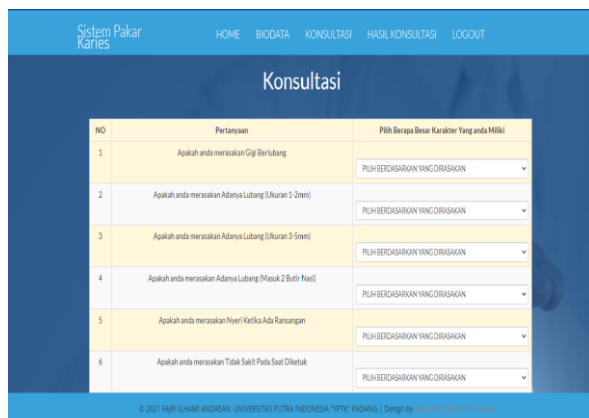 Sistem Pakar
Karies
HOME BIODATA KONSULTASI HASIL KONSULTASI LOGOUT
Konsultasi
NO Pertanyaan Pilih Berapa Besar Karakter Yang anda Miliki
1 Apakah anda merasakan Gigi Berlubang PILIH BERDASARKAN YANG DIRASAKAN
2 Apakah anda merasakan Adanya Lubang (Ukuran 1-2mm) PILIH BERDASARKAN YANG DIRASAKAN
3 Apakah anda merasakan Adanya Lubang (Ukuran 3-5mm) PILIH BERDASARKAN YANG DIRASAKAN
4 Apakah anda merasakan Adanya Lubang (Masuk 2 Butir Nasi) PILIH BERDASARKAN YANG DIRASAKAN
5 Apakah anda merasakan Nyeri Ketika Ada Ransangan PILIH BERDASARKAN YANG DIRASAKAN
6 Apakah anda merasakan Tidak Sakit Pada Saat Diketuk PILIH BERDASARKAN YANG DIRASAKAN
© 2021 FAJRI ILHAMI ANDREAN. UNIVERSITAS PUTRA INDONESIA "YPTK" PADANG | Design by